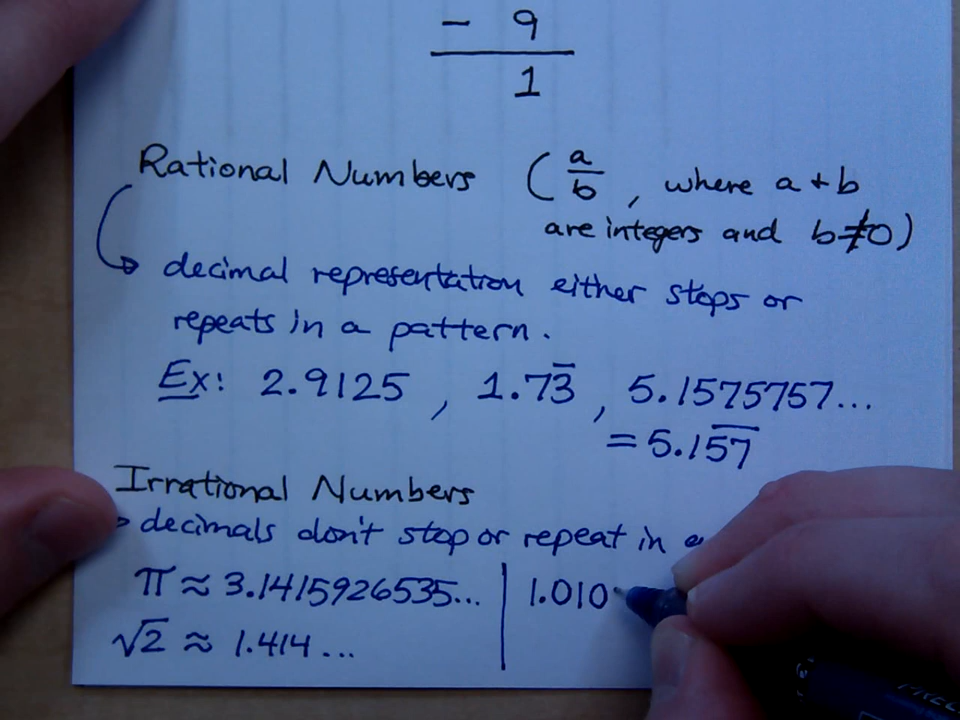 - 9
1
Rational Numbers (a/b, where a + b
are integers and b≠0)
decimal representation either stops or
repeats in a pattern.
Ex: 2.9125 , 1.73̅ , 5.1575757...
= 5.15̅7̅
Irrational Numbers
decimals don't stop or repeat in a
π ≈ 3.1415926535... | 1.010
√2 ≈ 1.414...